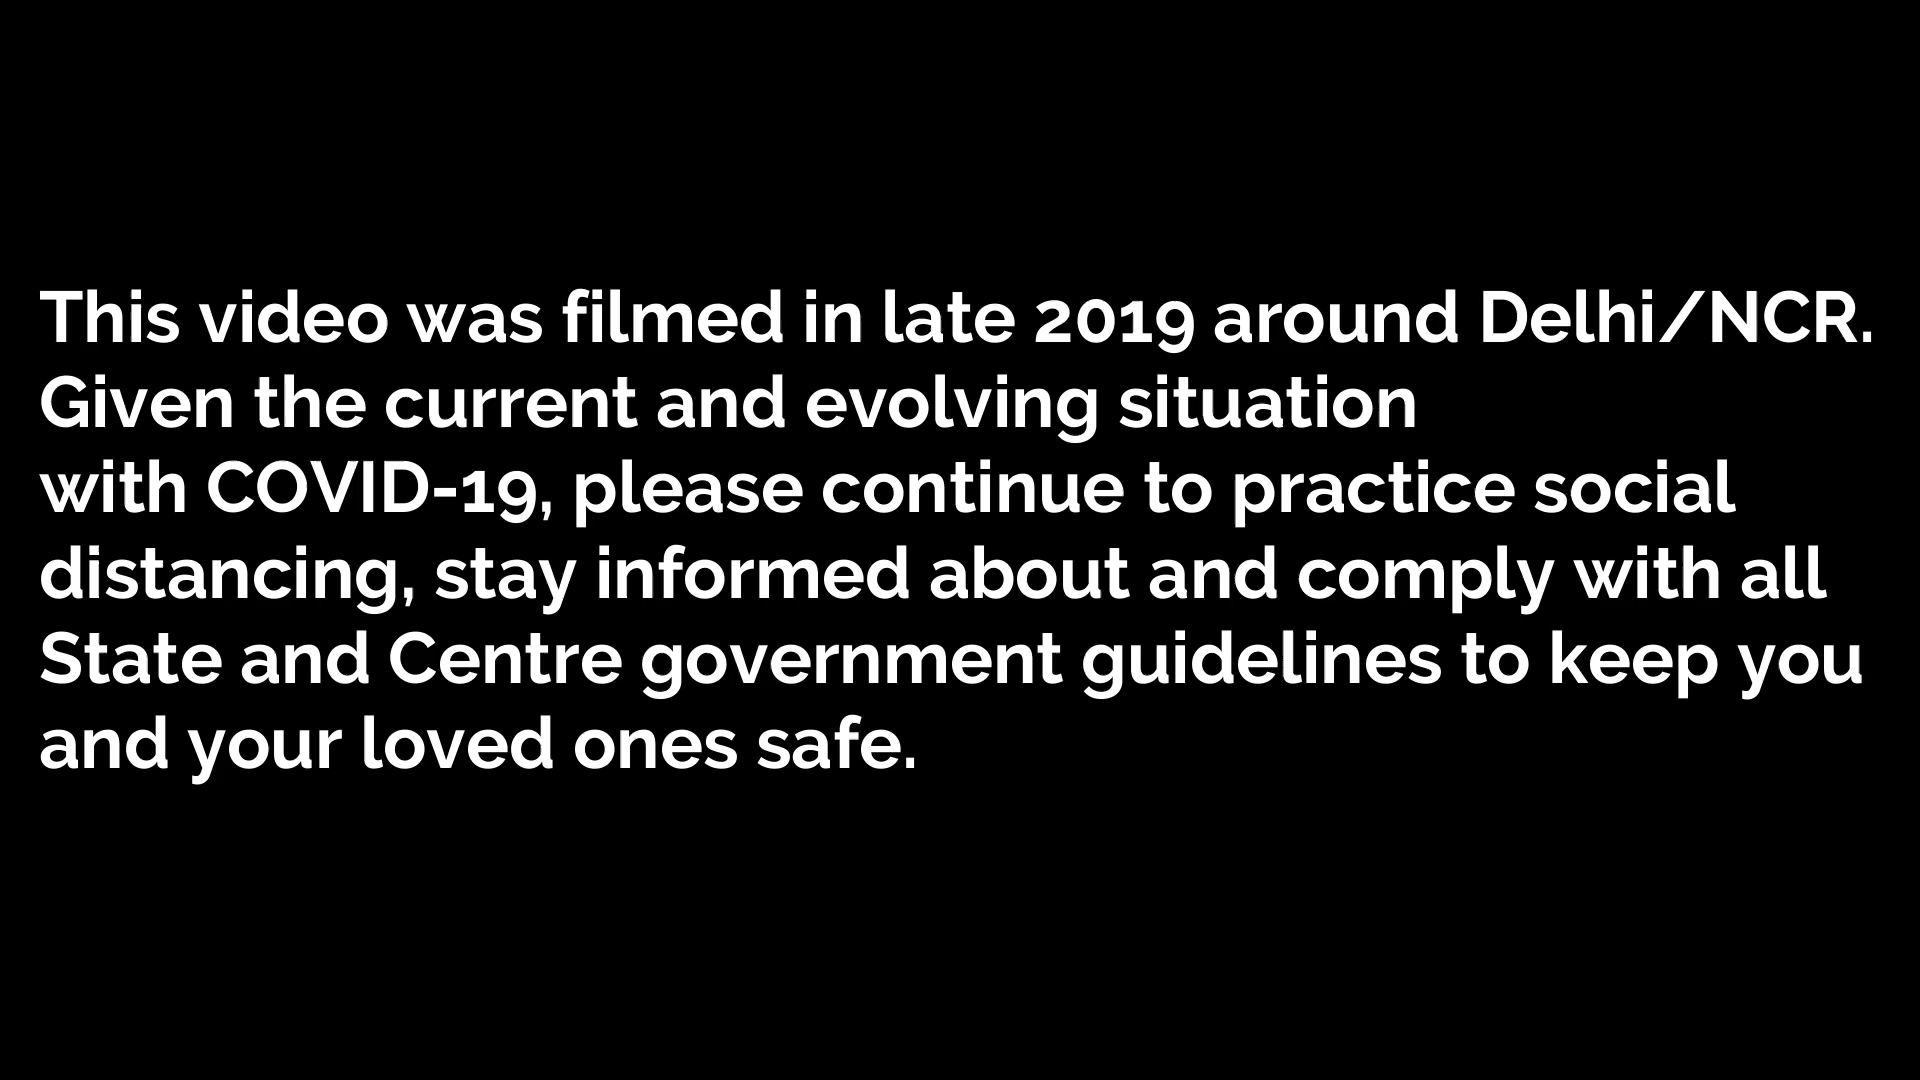 This video was filmed in late 2019 around Delhi/NCR.
Given the current and evolving situation
with COVID-19, please continue to practice social
distancing, stay informed about and comply with all
State and Centre government guidelines to keep you
and your loved ones safe.